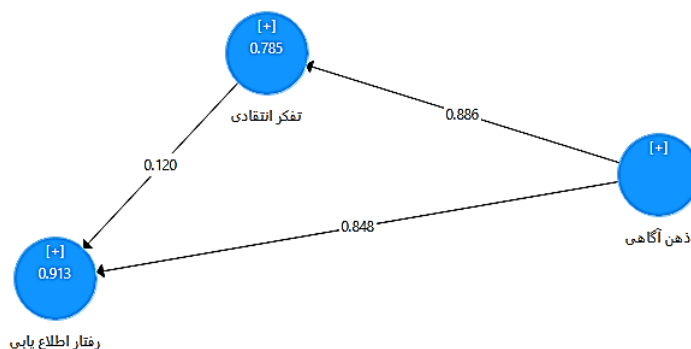 [+]
0.785
تفکر انتقادی
0.886
[+]
0.120
0.848
ذهن آگاهی
[+]
0.913
رفتار اطلاع یابی